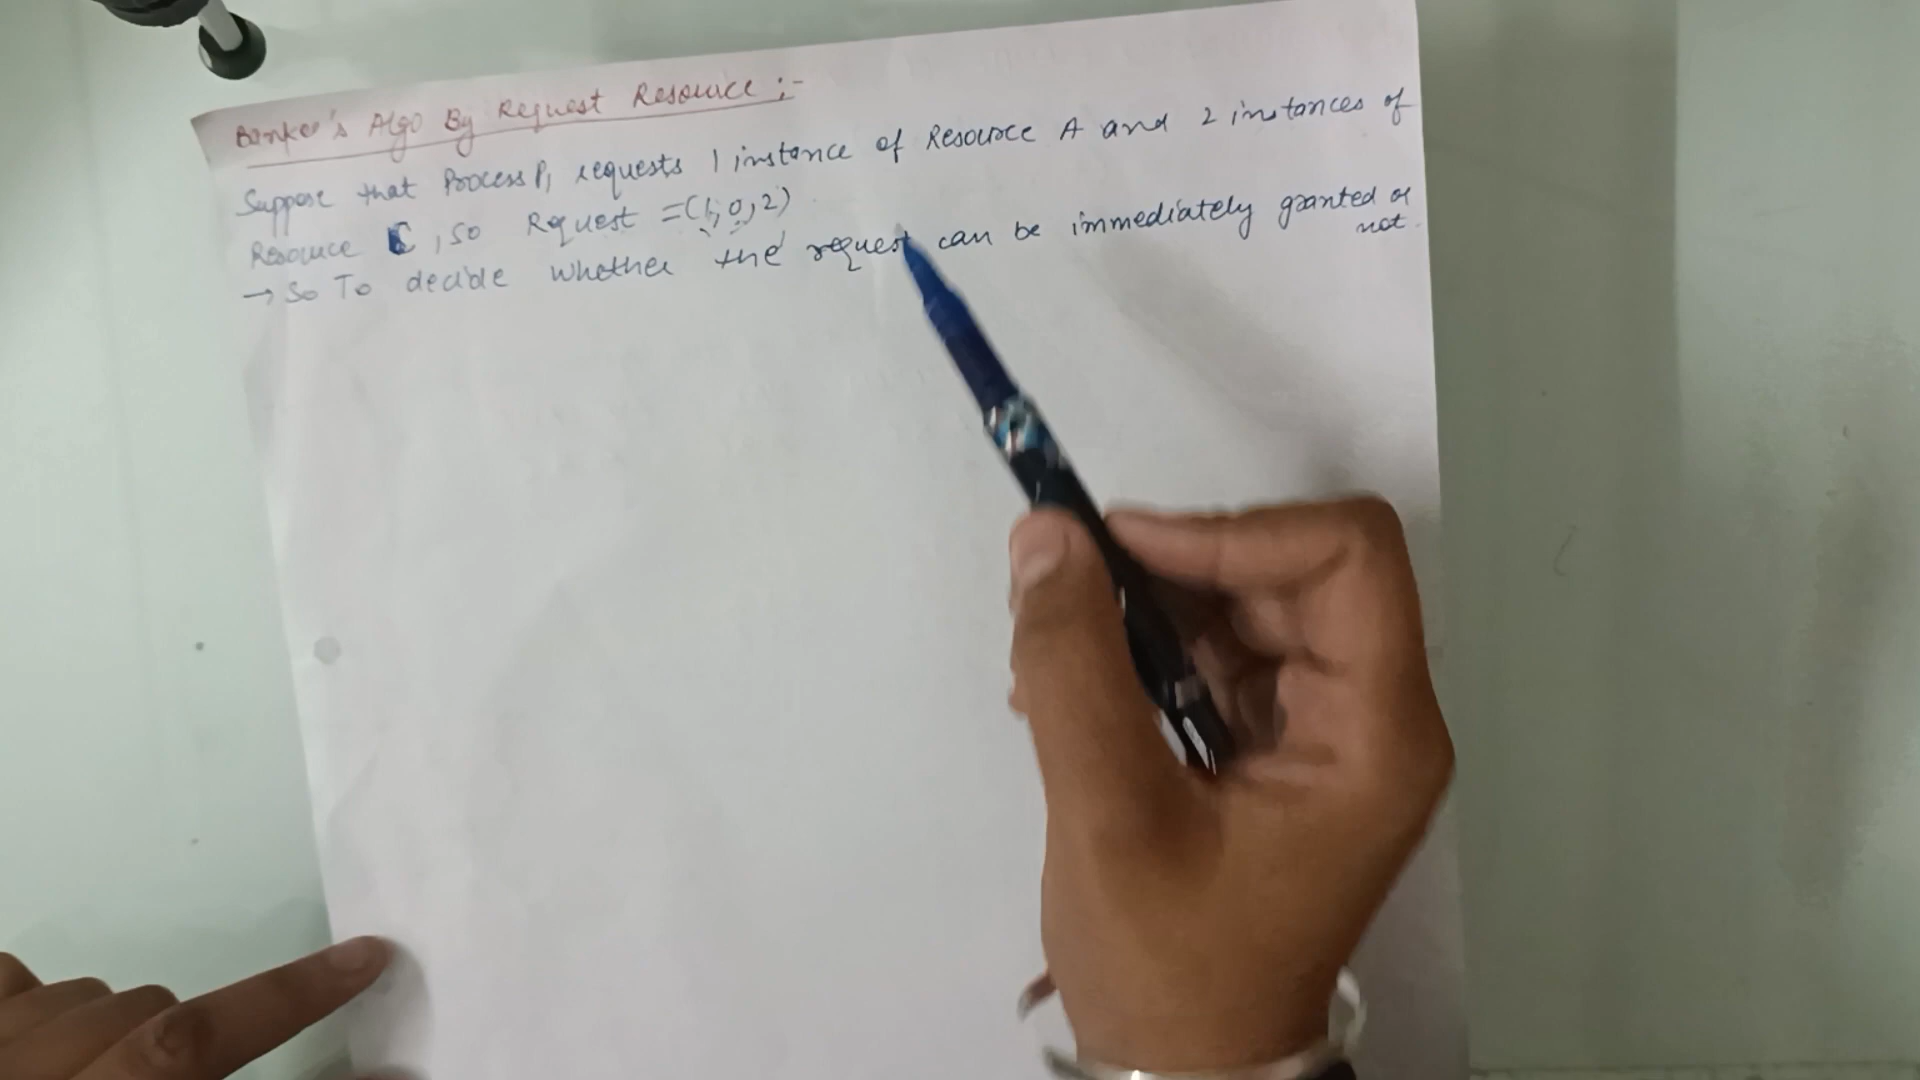 Banker's Algo By Request Resource :-
Suppose that Process P1 requests 1 instance of Resource A and 2 instances of
Resource C, so Request = (1, 0, 2)
→ So To decide whether the request can be immediately granted or
not.